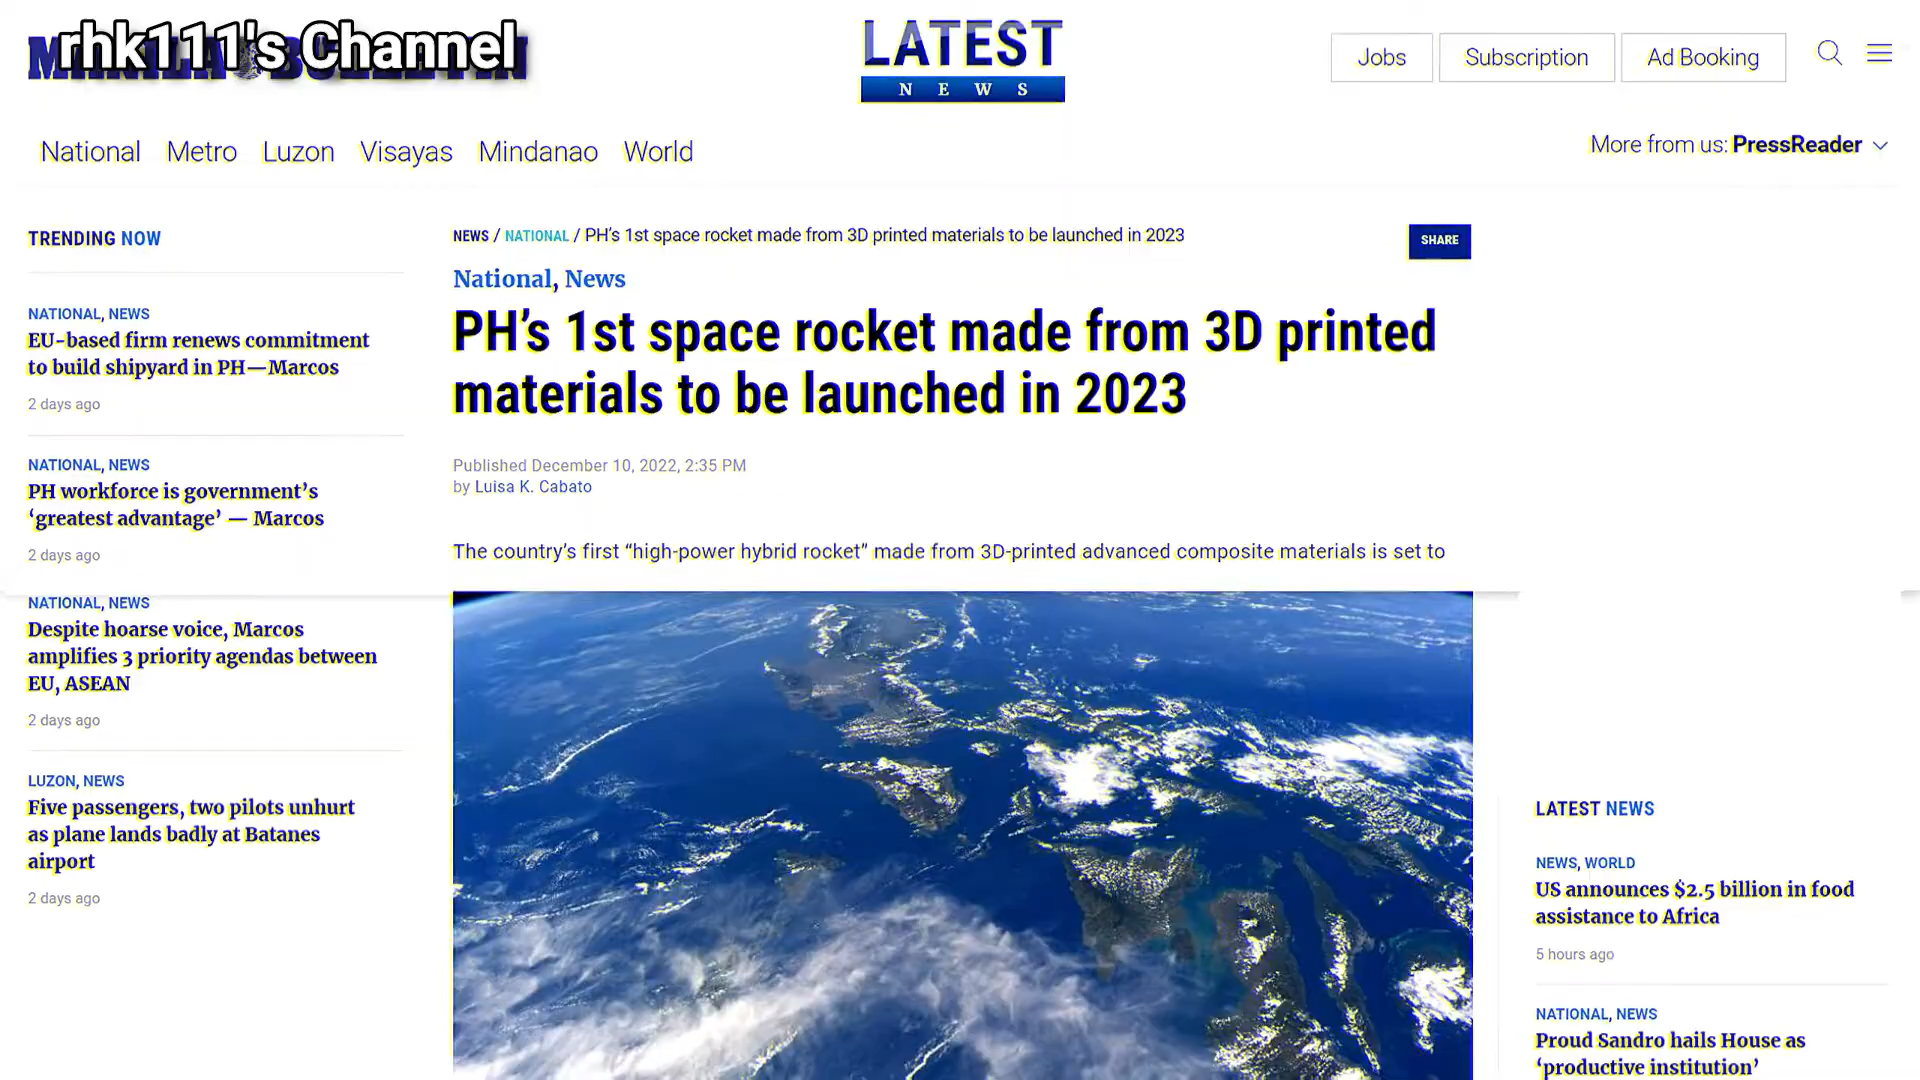 rhk111's Channel
LATEST
NEWS
Jobs
Subscription
Ad Booking
National
Metro
Luzon
Visayas
Mindanao
World
More from us: PressReader
TRENDING NOW
NATIONAL, NEWS
EU-based firm renews commitment
to build shipyard in PH—Marcos
2 days ago
NATIONAL, NEWS
PH workforce is government’s
‘greatest advantage’ — Marcos
2 days ago
NATIONAL, NEWS
Despite hoarse voice, Marcos
amplifies 3 priority agendas between
EU, ASEAN
2 days ago
LUZON, NEWS
Five passengers, two pilots unhurt
as plane lands badly at Batanes
airport
2 days ago
NEWS / NATIONAL / PH’s 1st space rocket made from 3D printed materials to be launched in 2023
SHARE
National, News
PH’s 1st space rocket made from 3D printed
materials to be launched in 2023
Published December 10, 2022, 2:35 PM
by Luisa K. Cabato
The country’s first “high-power hybrid rocket” made from 3D-printed advanced composite materials is set to
LATEST NEWS
NEWS, WORLD
US announces $2.5 billion in food
assistance to Africa
5 hours ago
NATIONAL, NEWS
Proud Sandro hails House as
‘productive institution’